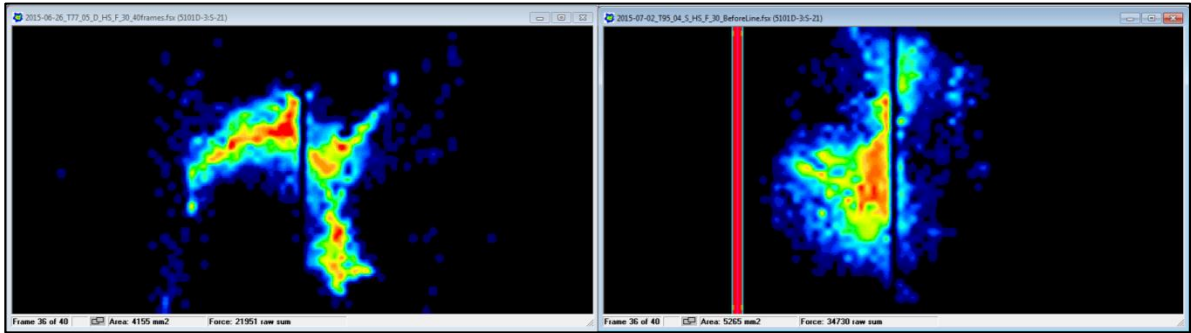 2015-06-26_T77_05_D_HS_F_30_40frames.fsx (5101D-3:S-21)
2015-07-02_T95_04_S_HS_F_30_BeforeLine.fsx (5101D-3:S-21)
Frame 36 of 40 Area: 4155 mm2 Force: 21951 raw sum
Frame 36 of 40 Area: 5265 mm2 Force: 34730 raw sum